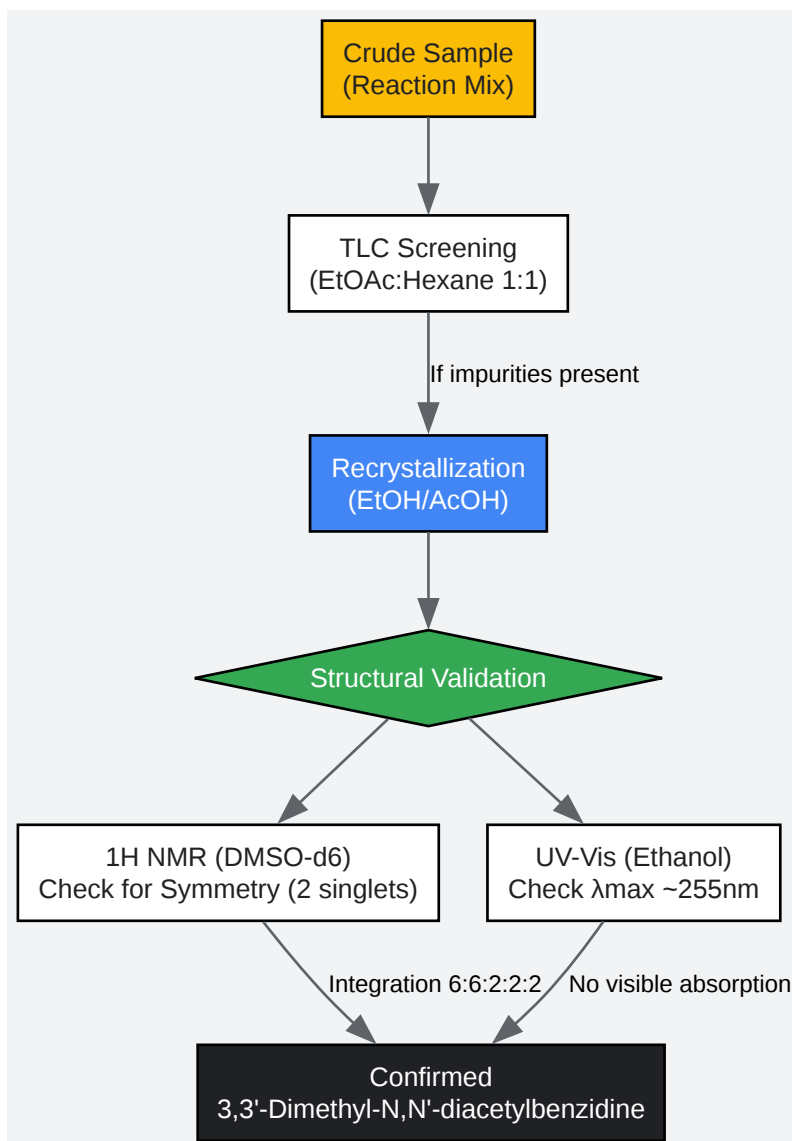 Crude Sample
(Reaction Mix)
TLC Screening
(EtOAc:Hexane 1:1)
If impurities present
Recrystallization
(EtOH/AcOH)
Structural Validation
1H NMR (DMSO-d6)
Check for Symmetry (2 singlets)
UV-Vis (Ethanol)
Check λmax ~255nm
Integration 6:6:2:2:2
No visible absorption
Confirmed
3,3'-Dimethyl-N,N'-diacetylbenzidine